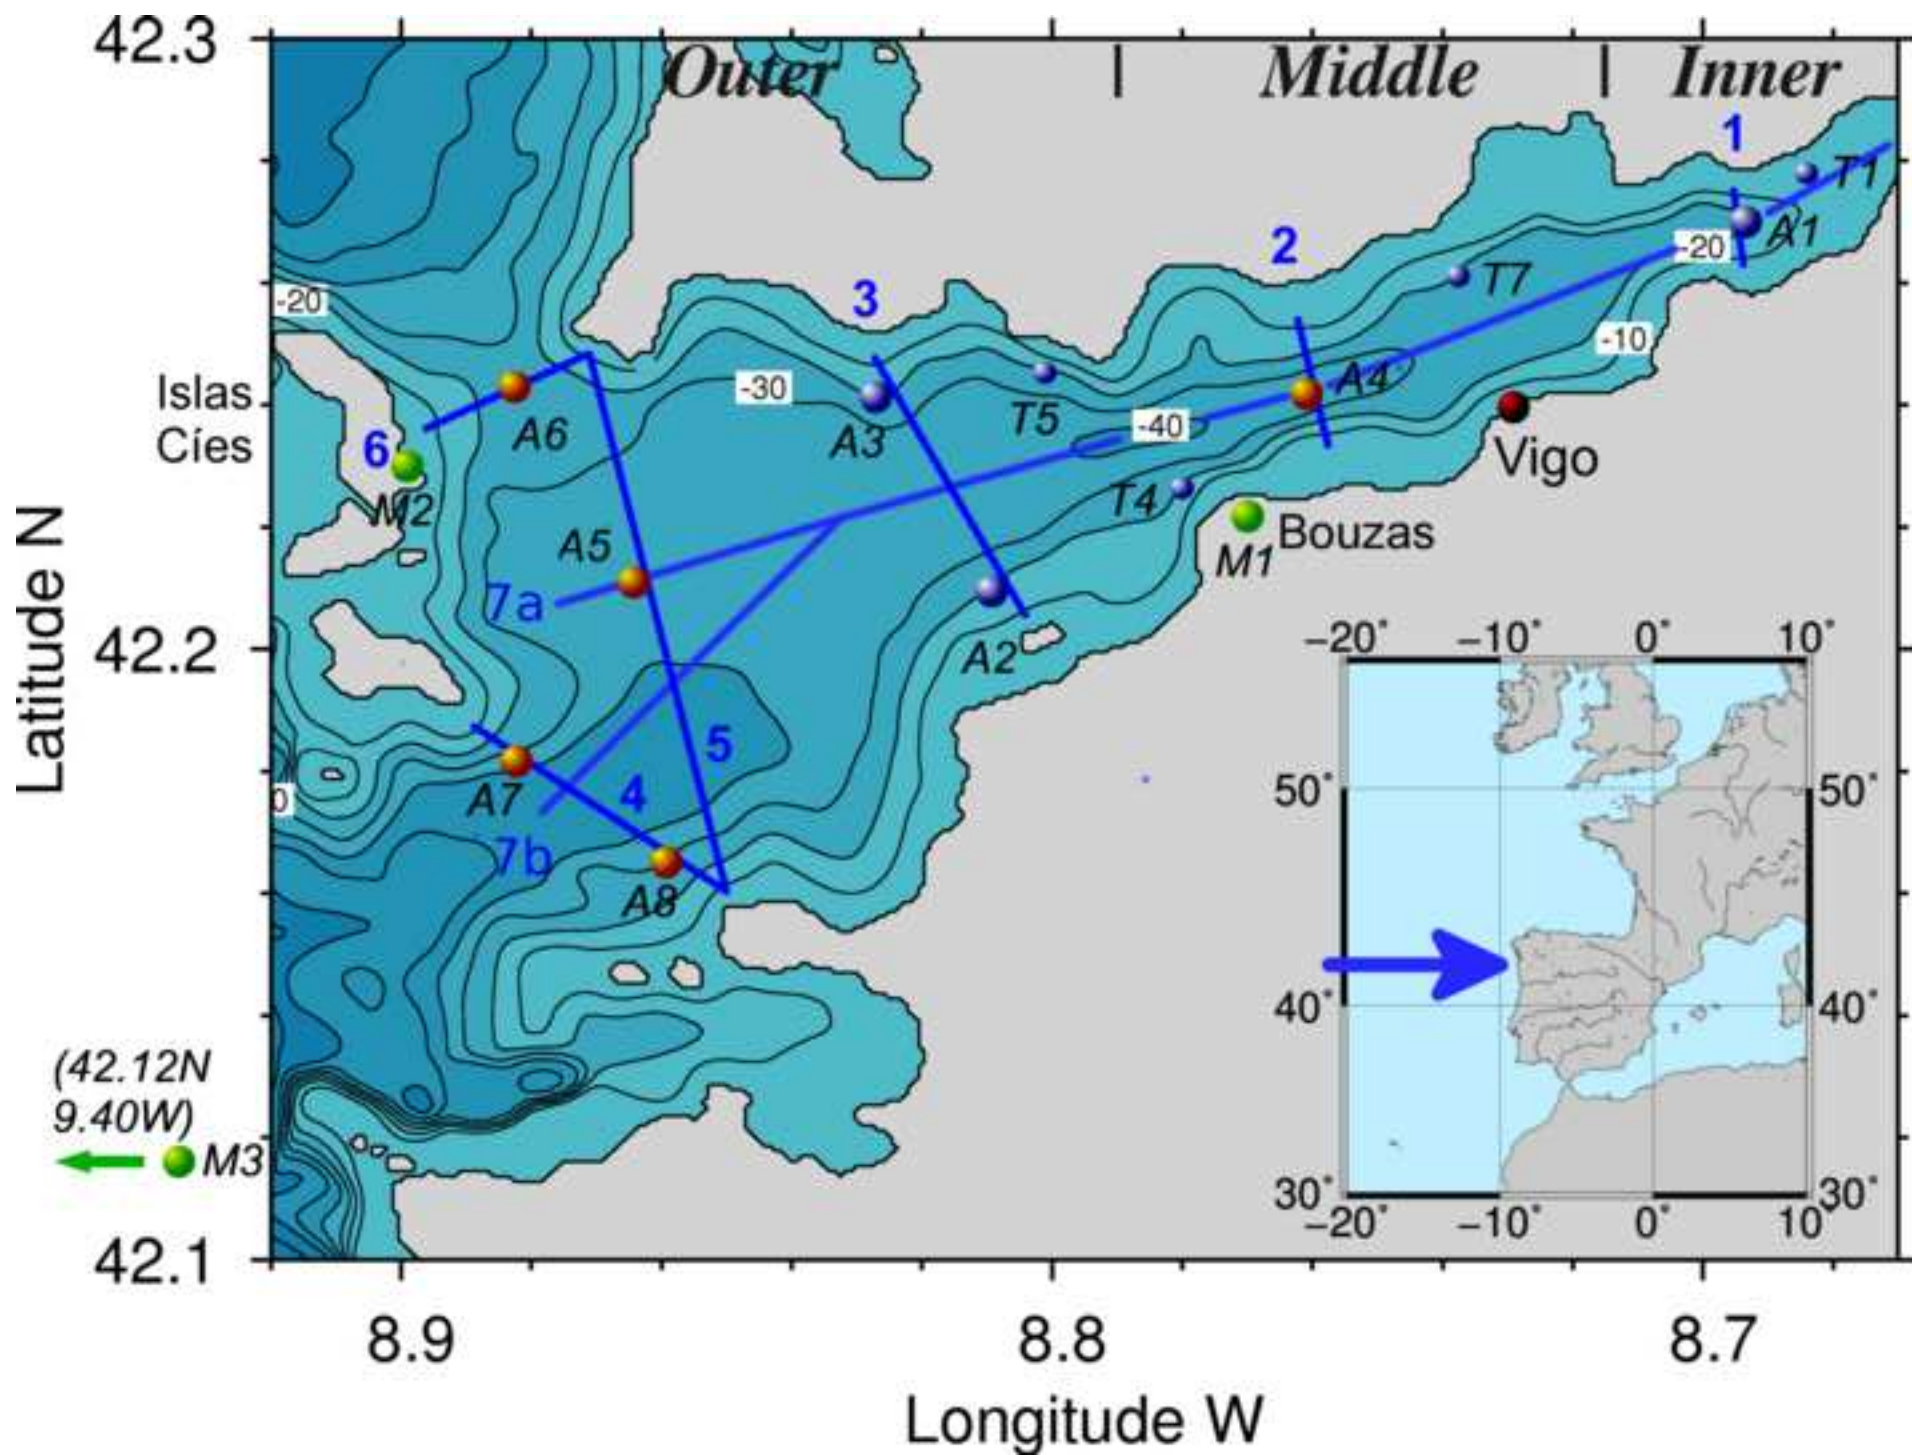 42.3
Outer
Middle
Inner
1
T1
A1
-20
2
T7
-20
3
-10
Islas
Cíes
A6
-30
A3
T5
A4
-40
Vigo
6
M2
T4
Bouzas
M1
A5
7a
Latitude N
42.2
A2
5
4
A7
7b
A8
0
−20˚
−10˚
0˚
10˚
50˚
50˚
40˚
40˚
30˚
30˚
−20˚
−10˚
0˚
10˚
(42.12N
9.40W)
M3
42.1
8.9
8.8
8.7
Longitude W